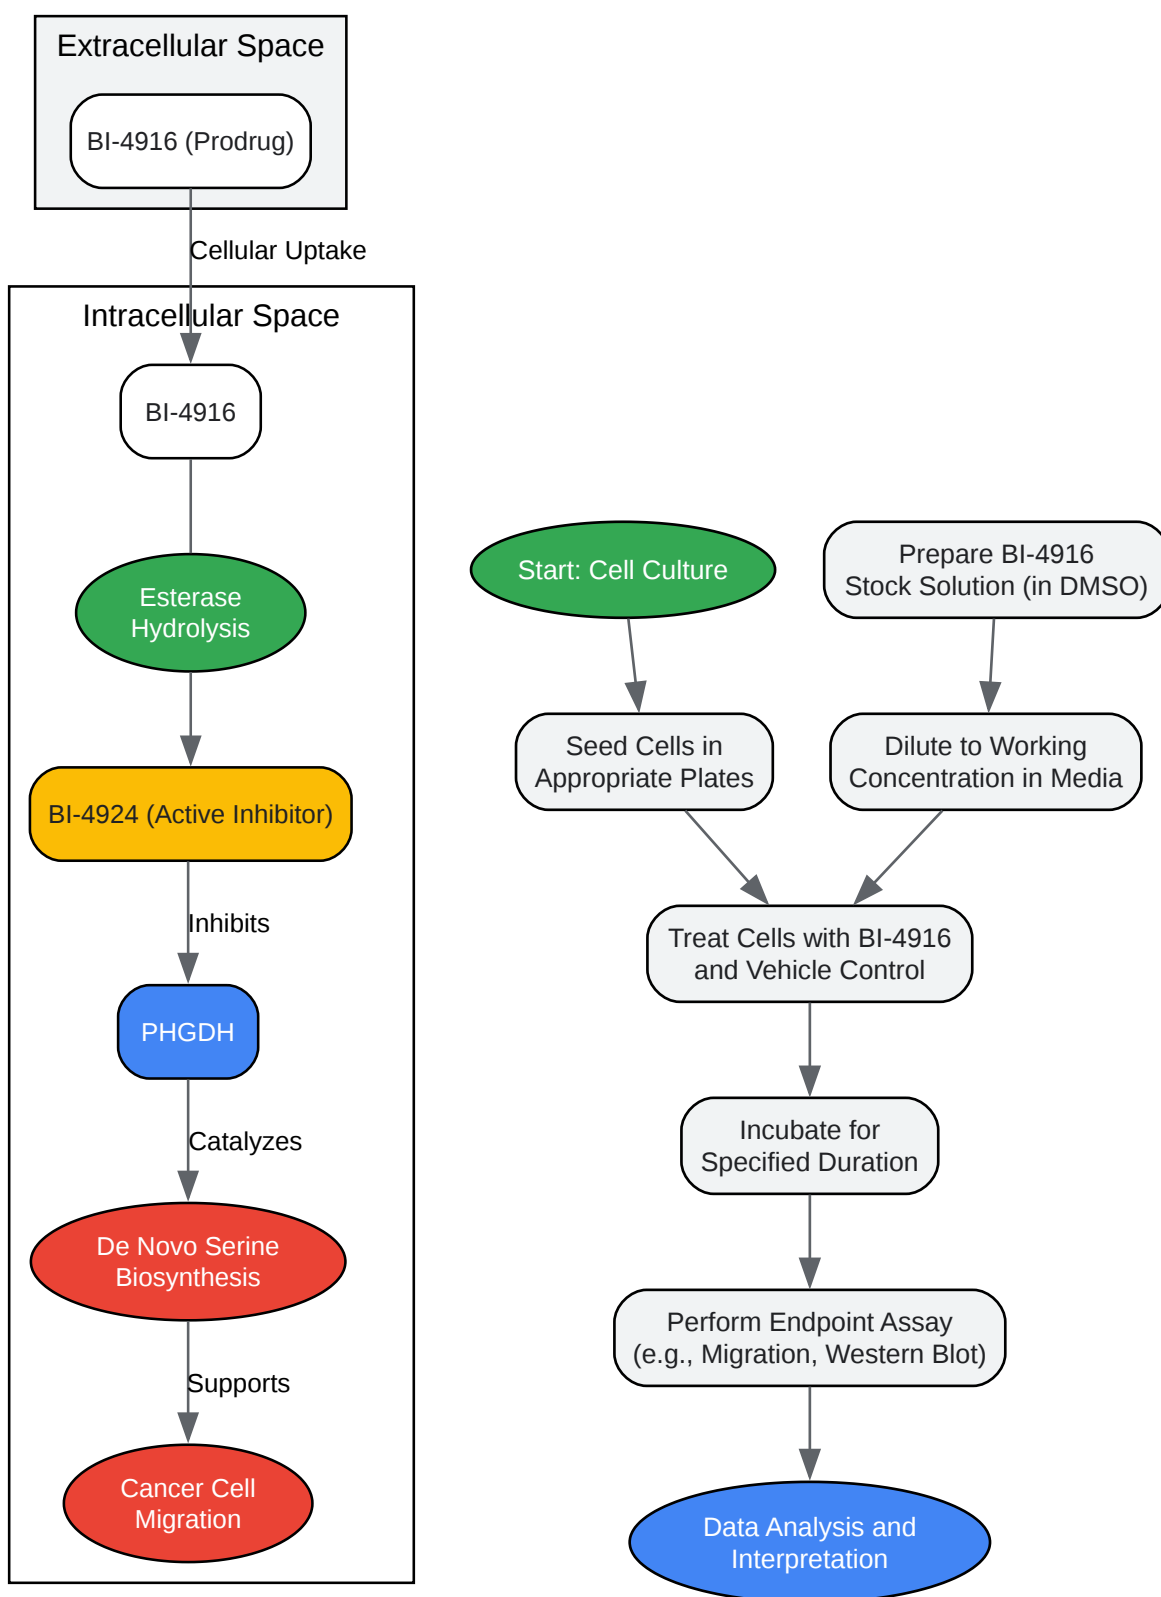 Extracellular Space
BI-4916 (Prodrug)
Cellular Uptake
Intracellular Space
BI-4916
Esterase
Hydrolysis
BI-4924 (Active Inhibitor)
Inhibits
PHGDH
Catalyzes
De Novo Serine
Biosynthesis
Supports
Cancer Cell
Migration
Start: Cell Culture
Prepare BI-4916
Stock Solution (in DMSO)
Seed Cells in
Appropriate Plates
Dilute to Working
Concentration in Media
Treat Cells with BI-4916
and Vehicle Control
Incubate for
Specified Duration
Perform Endpoint Assay
(e.g., Migration, Western Blot)
Data Analysis and
Interpretation